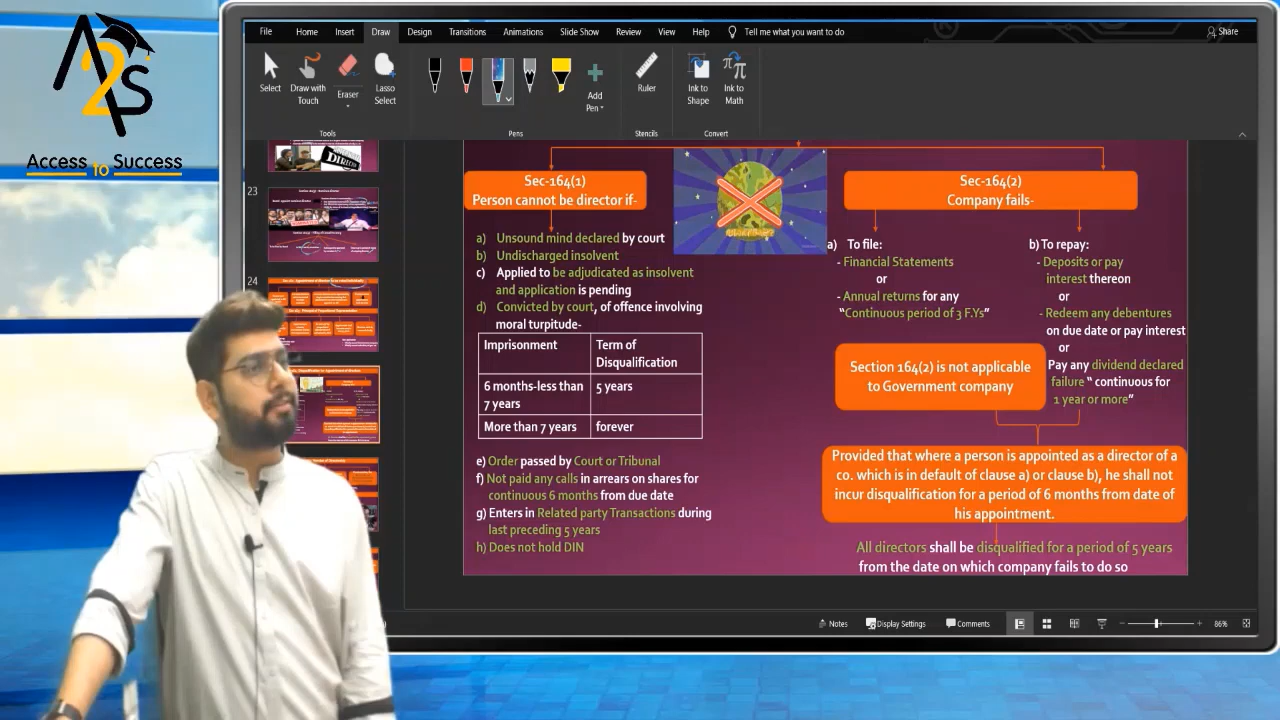 A2S
Access to Success
File Home Insert Draw Design Transitions Animations Slide Show Review View Help Tell me what you want to do Share
Select
Draw with
Touch
Eraser
Lasso
Select
Add
Pen
Ruler
Ink to
Shape
Ink to
Math
Tools
Pens
Stencils
Convert
23
24
Sec-164(1)
Person cannot be director if-
a) Unsound mind declared by court
b) Undischarged insolvent
c) Applied to be adjudicated as insolvent
and application is pending
d) Convicted by court, of offence involving
moral turpitude-
Imprisonment
Term of
Disqualification
6 months-less than
7 years
5 years
More than 7 years
forever
e) Order passed by Court or Tribunal
f) Not paid any calls in arrears on shares for
continuous 6 months from due date
g) Enters in Related party Transactions during
last preceding 5 years
h) Does not hold DIN
Sec-164(2)
Company fails-
a) To file:
- Financial Statements
or
- Annual returns for any
"Continuous period of 3 F.Ys"
b) To repay:
- Deposits or pay
interest thereon
or
- Redeem any debentures
on due date or pay interest
or
Pay any dividend declared
failure " continuous for
1 year or more"
Section 164(2) is not applicable
to Government company
Provided that where a person is appointed as a director of a
co. which is in default of clause a) or clause b), he shall not
incur disqualification for a period of 6 months from date of
his appointment.
All directors shall be disqualified for a period of 5 years
from the date on which company fails to do so
Notes Display Settings Comments 86%